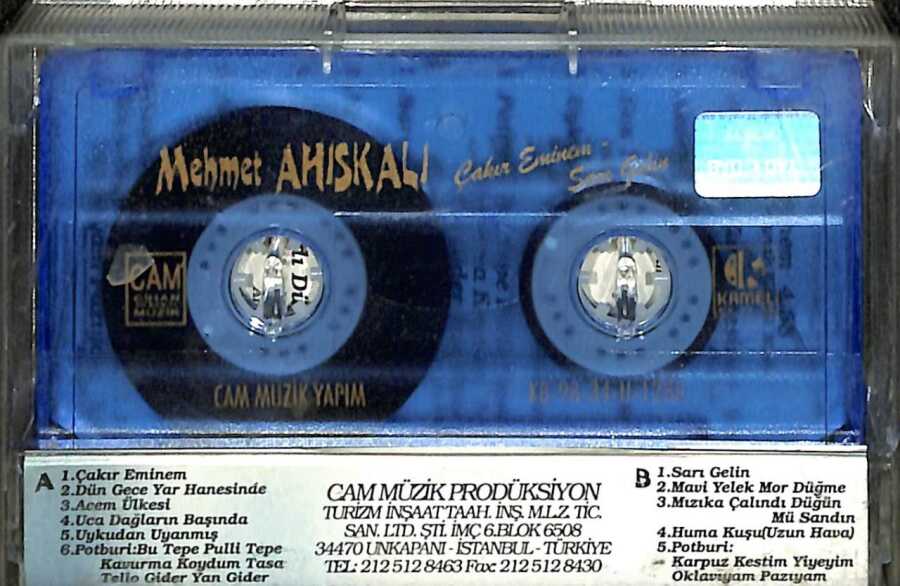 Mehmet AHISKALI
Çakır Eminem -
Sarı Gelin
CAM
CİHAN
MÜZİK
KAMELİ
CAM MÜZİK YAPIM
A
1.Çakır Eminem
2.Dün Gece Yar Hanesinde
3.Acem Ülkesi
4.Uca Dağların Başında
5.Uykudan Uyanmış
6.Potburi:Bu Tepe Pulli Tepe
Kavurma Koydum Tasa
Tello Gider Yan Gider
CAM MÜZİK PRODÜKSİYON
TURİZM İNŞAAT TAAH. İNŞ. M.L.Z. TİC.
SAN. LTD. ŞTİ. İMÇ 6.BLOK 6508
34470 UNKAPANI - İSTANBUL - TÜRKİYE
TEL: 212 512 8463 Fax: 212 512 8430
B
1.Sarı Gelin
2.Mavi Yelek Mor Düğme
3.Mızıka Çalındı Düğün
Mü Sandın
4.Huma Kuşu(Uzun Hava)
5.Potburi:
Karpuz Kestim Yiyeyim
Oklavıyam Pazıyam